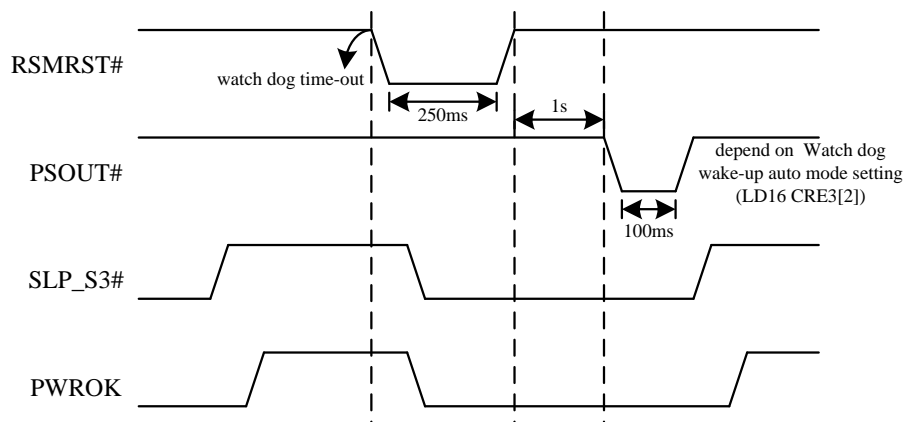 RSMRST#
watch dog time-out
250ms
1s
PSOUT#
depend on Watch dog
wake-up auto mode setting
(LD16 CRE3[2])
100ms
SLP_S3#
PWROK